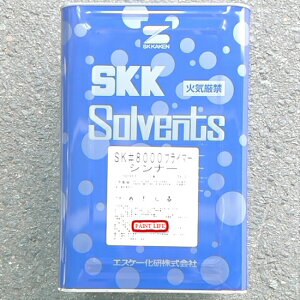 SK KAKEN
SKK
火気厳禁
Solvents
SK#8000プライマー
シンナー
PAINT LIFE
エスケー化研株式会社